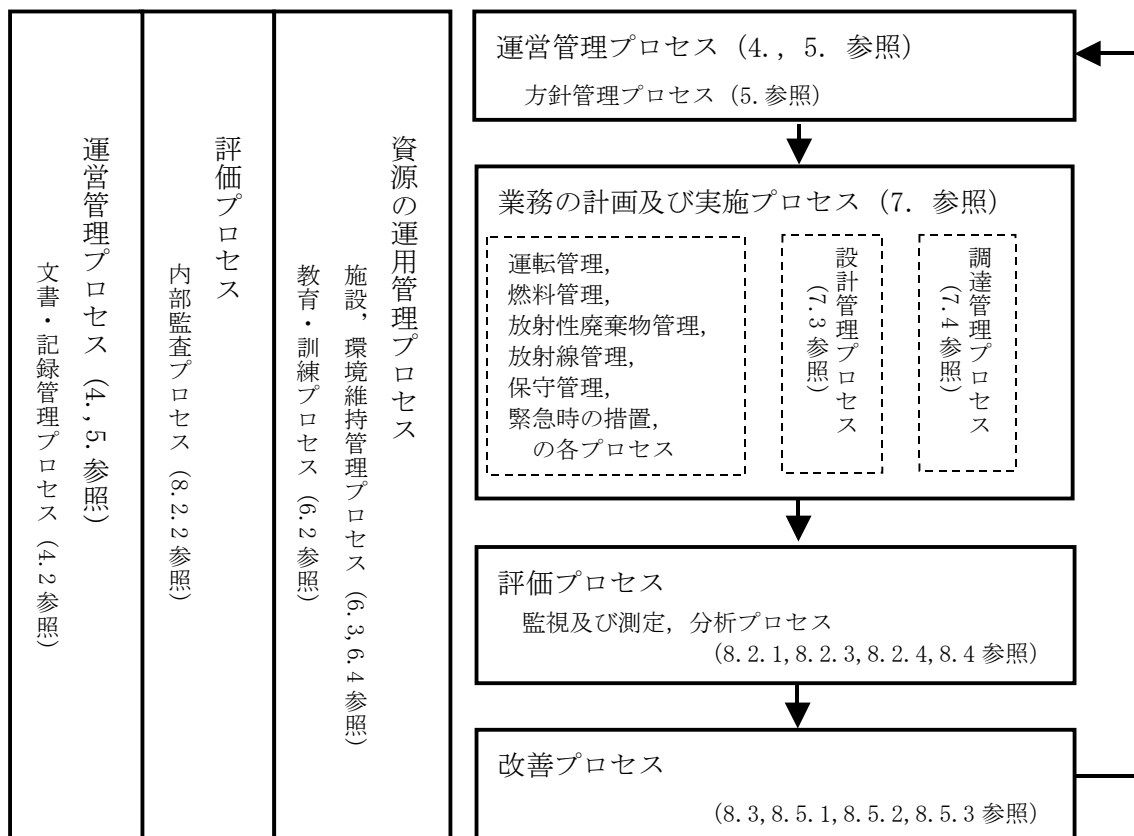 運営管理プロセス（4.，5. 参照）
文書・記録管理プロセス（4.2参照）
評価プロセス
内部監査プロセス（8.2.2参照）
資源の運用管理プロセス
施設，環境維持管理プロセス（6.3,6.4参照）
教育・訓練プロセス（6.2参照）
運営管理プロセス（4.，5. 参照）
方針管理プロセス（5.参照）
業務の計画及び実施プロセス（7. 参照）
運転管理，
燃料管理，
放射性廃棄物管理，
放射線管理，
保守管理，
緊急時の措置，
の各プロセス
設計管理プロセス
（7.3参照）
調達管理プロセス
（7.4参照）
評価プロセス
監視及び測定，分析プロセス
（8.2.1,8.2.3,8.2.4,8.4参照）
改善プロセス
（8.3,8.5.1,8.5.2,8.5.3参照）